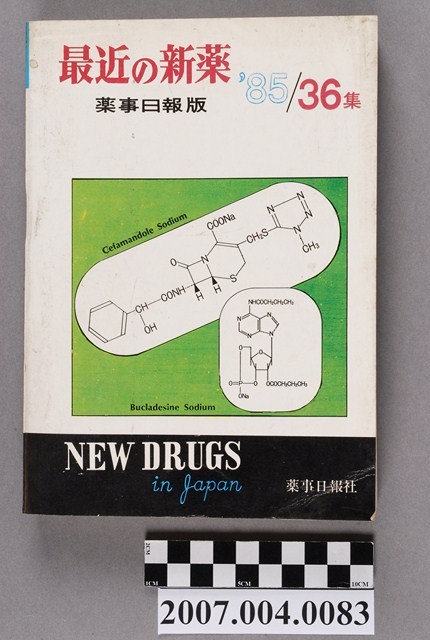 最近の新薬 '85/36集
薬事日報版
Cefamandole Sodium
COONa
N
N
N
N
N
O
CH₂S
CH₃
S
CH
CONH
H
H
OH
NHCOCH₂CH₂CH₃
N
N
N
N
O
O
O
P
O
O
OCOCH₂CH₂CH₃
ONa
Bucladesine Sodium
NEW DRUGS
in Japan
薬事日報社
2CM
1CM
5CM
10CM
2007.004.0083